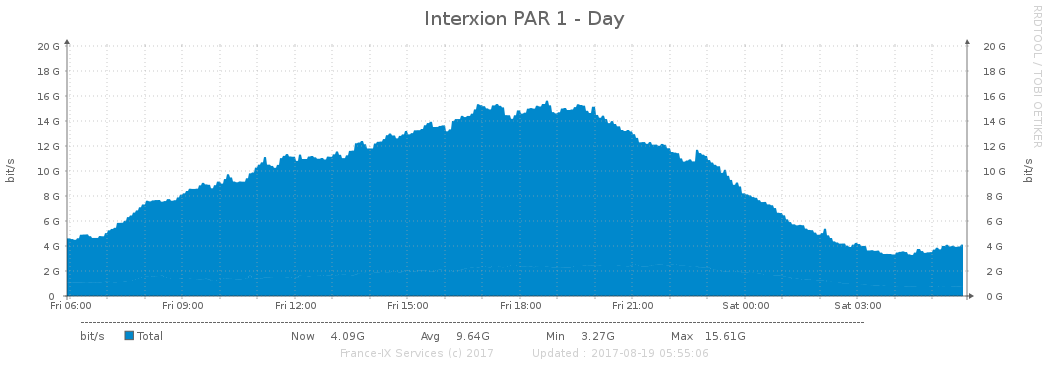 Interxion PAR 1 - Day
RRDTOOL / TOBI OETIKER
bit/s
20 G 20 G
18 G 18 G
16 G 16 G
14 G 14 G
12 G 12 G
10 G 10 G
8 G 8 G
6 G 6 G
4 G 4 G
2 G 2 G
0 0 G
bit/s
Fri 06:00 Fri 09:00 Fri 12:00 Fri 15:00 Fri 18:00 Fri 21:00 Sat 00:00 Sat 03:00
bit/s Total Now 4.09G Avg 9.64G Min 3.27G Max 15.61G
France-IX Services (c) 2017 Updated : 2017-08-19 05:55:06